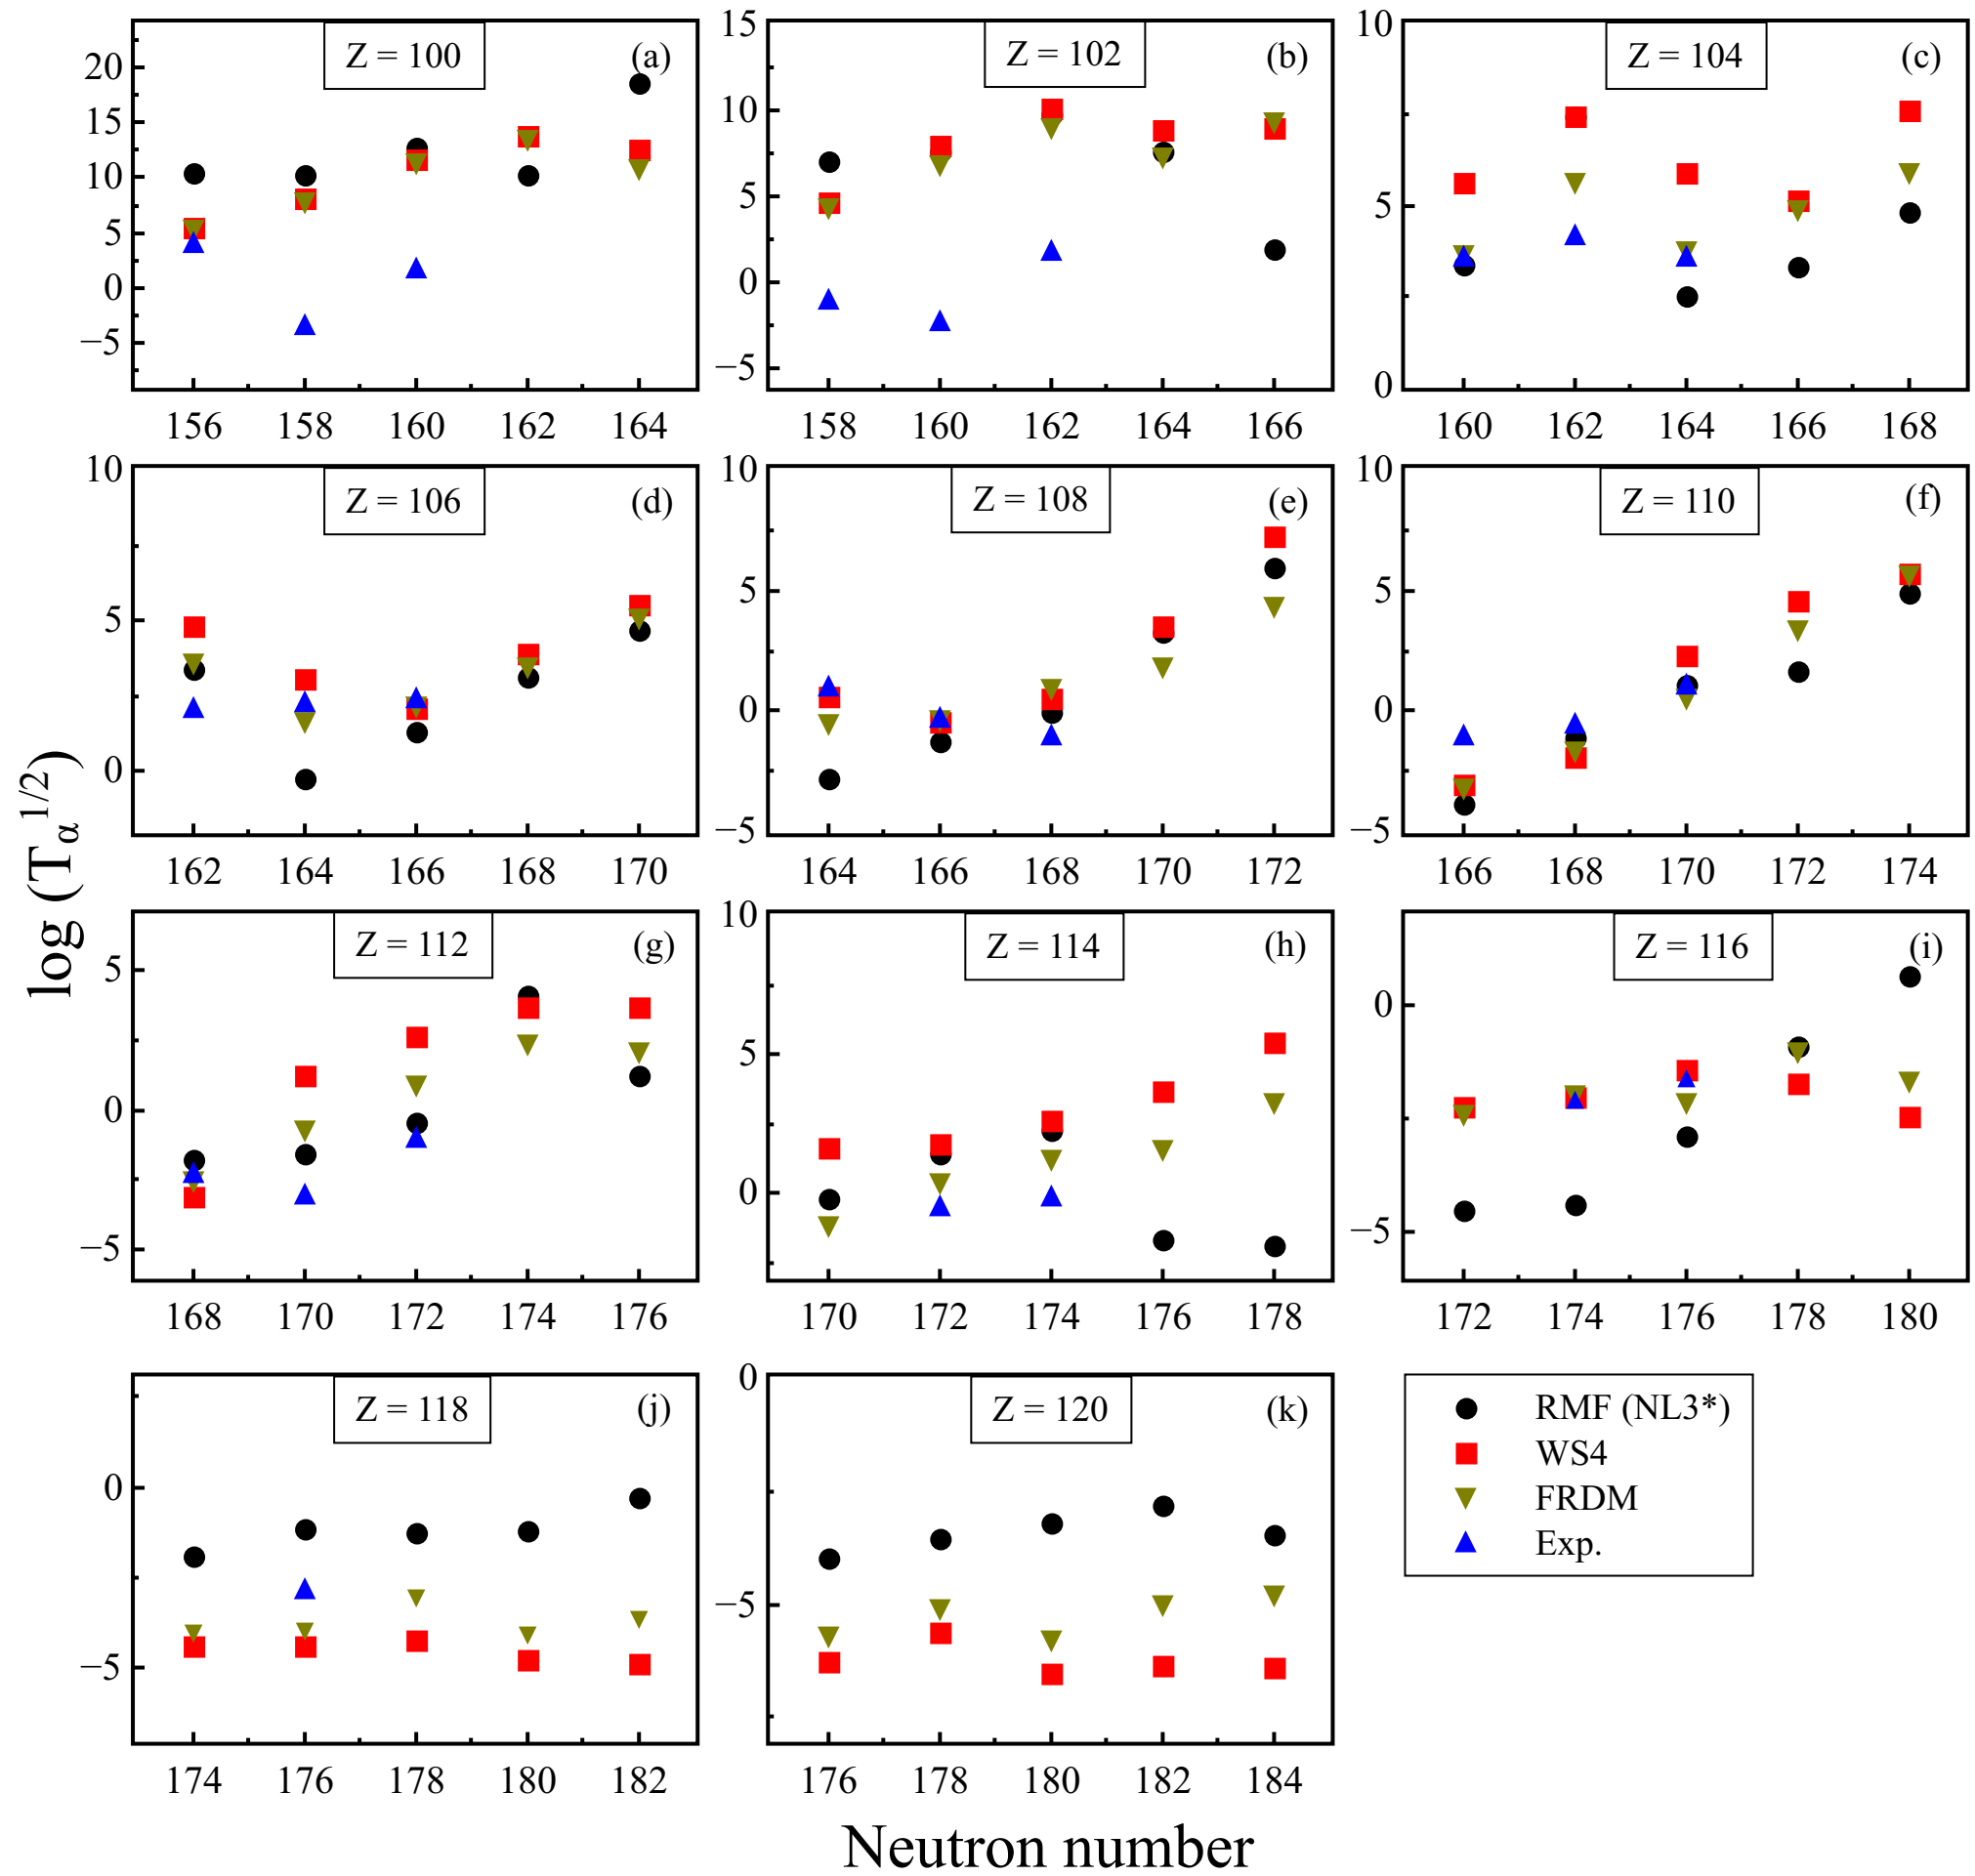 Z = 100
(a)
20
15
10
5
0
−5
156 158 160 162 164
Z = 102
(b)
15
10
5
0
−5
158 160 162 164 166
Z = 104
(c)
10
5
0
160 162 164 166 168
Z = 106
(d)
10
5
0
162 164 166 168 170
Z = 108
(e)
10
5
0
−5
164 166 168 170 172
Z = 110
(f)
10
5
0
−5
166 168 170 172 174
Z = 112
(g)
5
0
−5
168 170 172 174 176
Z = 114
(h)
10
5
0
170 172 174 176 178
Z = 116
(i)
0
−5
172 174 176 178 180
Z = 118
(j)
0
−5
174 176 178 180 182
Z = 120
(k)
0
−5
176 178 180 182 184
RMF (NL3*)
WS4
FRDM
Exp.
log (Tα1/2)
Neutron number